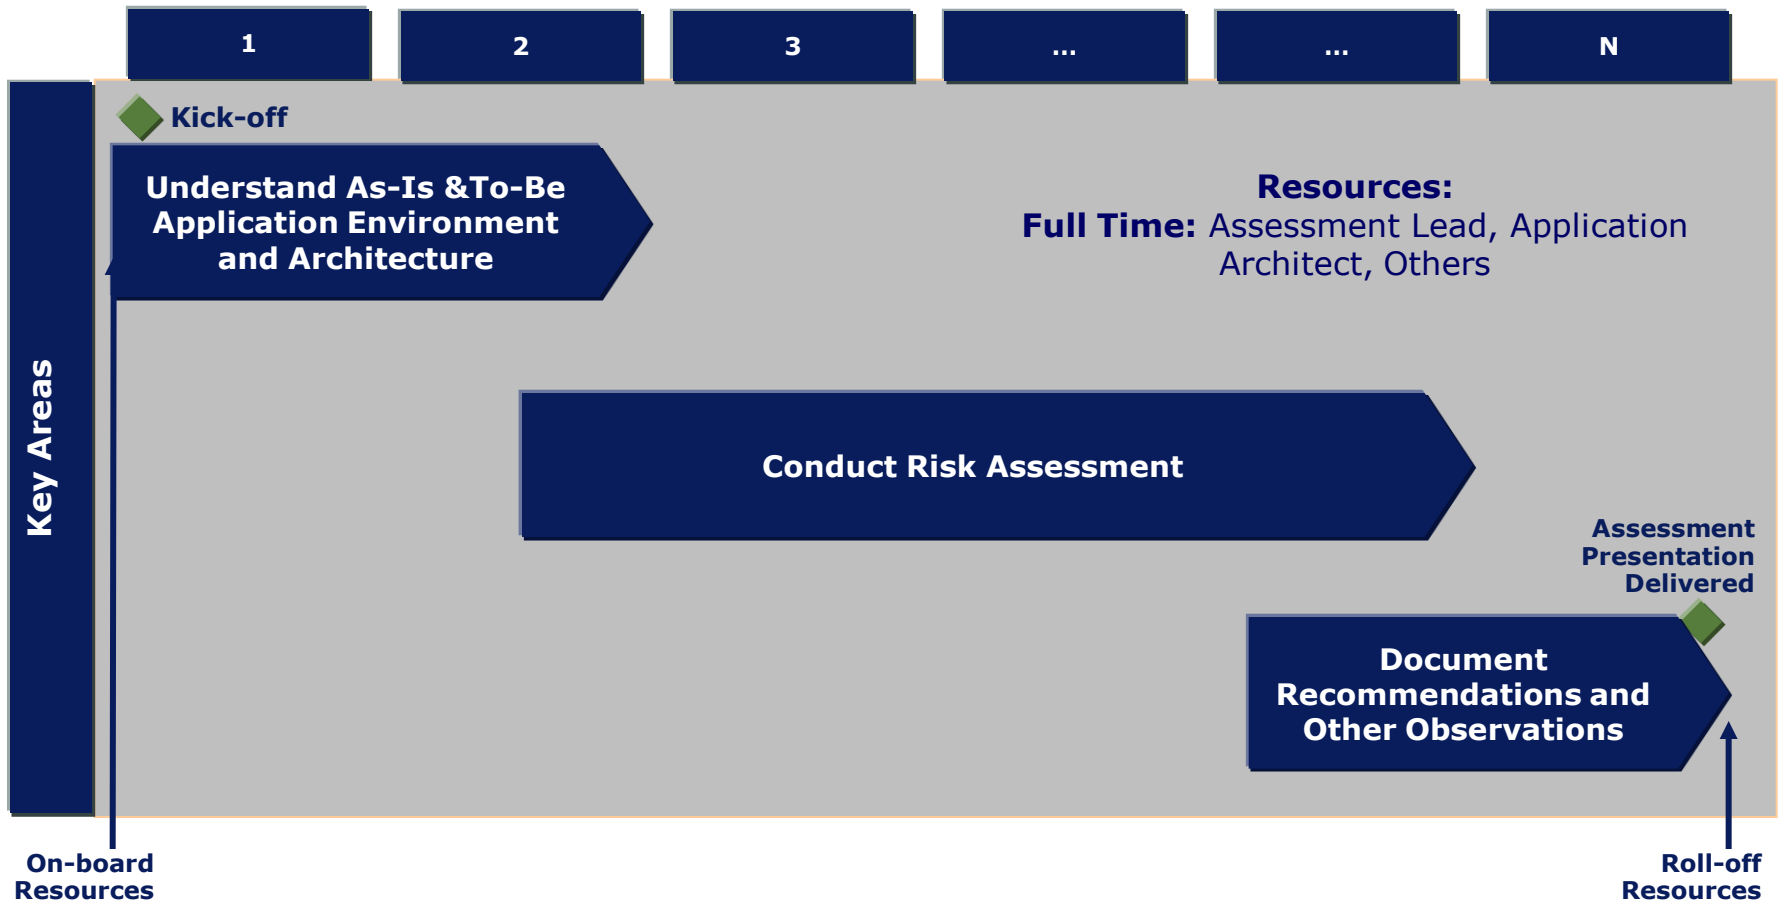 1
2
3
...
...
N
Kick-off
Understand As-Is &To-Be
Application Environment
and Architecture
Resources:
Full Time: Assessment Lead, Application
Architect, Others
Key Areas
Conduct Risk Assessment
Assessment
Presentation
Delivered
Document
Recommendations and
Other Observations
On-board
Resources
Roll-off
Resources